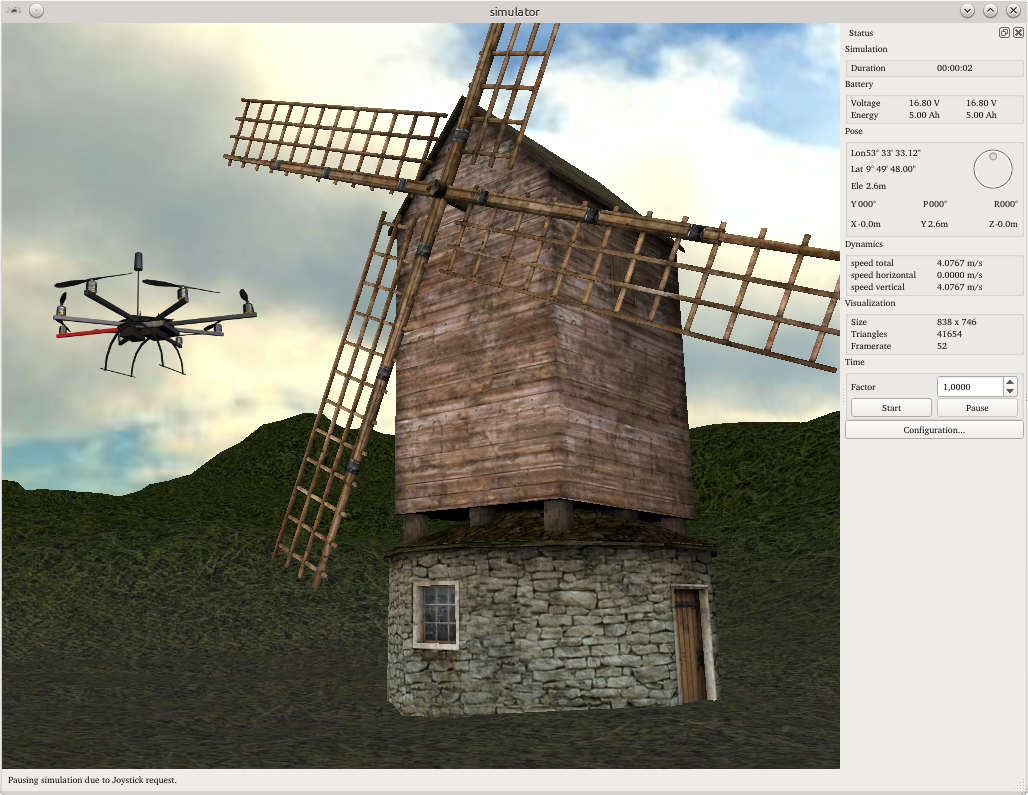 simulator
Status
Simulation
Duration 00:00:02
Battery
Voltage 16.80 V 16.80 V
Energy 5.00 Ah 5.00 Ah
Pose
Lon53° 33' 33.12"
Lat 9° 49' 48.00"
Ele 2.6m
Y 000° P 000° R000°
X -0.0m Y 2.6m Z -0.0m
Dynamics
speed total 4.0767 m/s
speed horizontal 0.0000 m/s
speed vertical 4.0767 m/s
Visualization
Size 838 x 746
Triangles 41654
Framerate 52
Time
Factor 1,0000
Start Pause
Configuration...
Pausing simulation due to Joystick request.